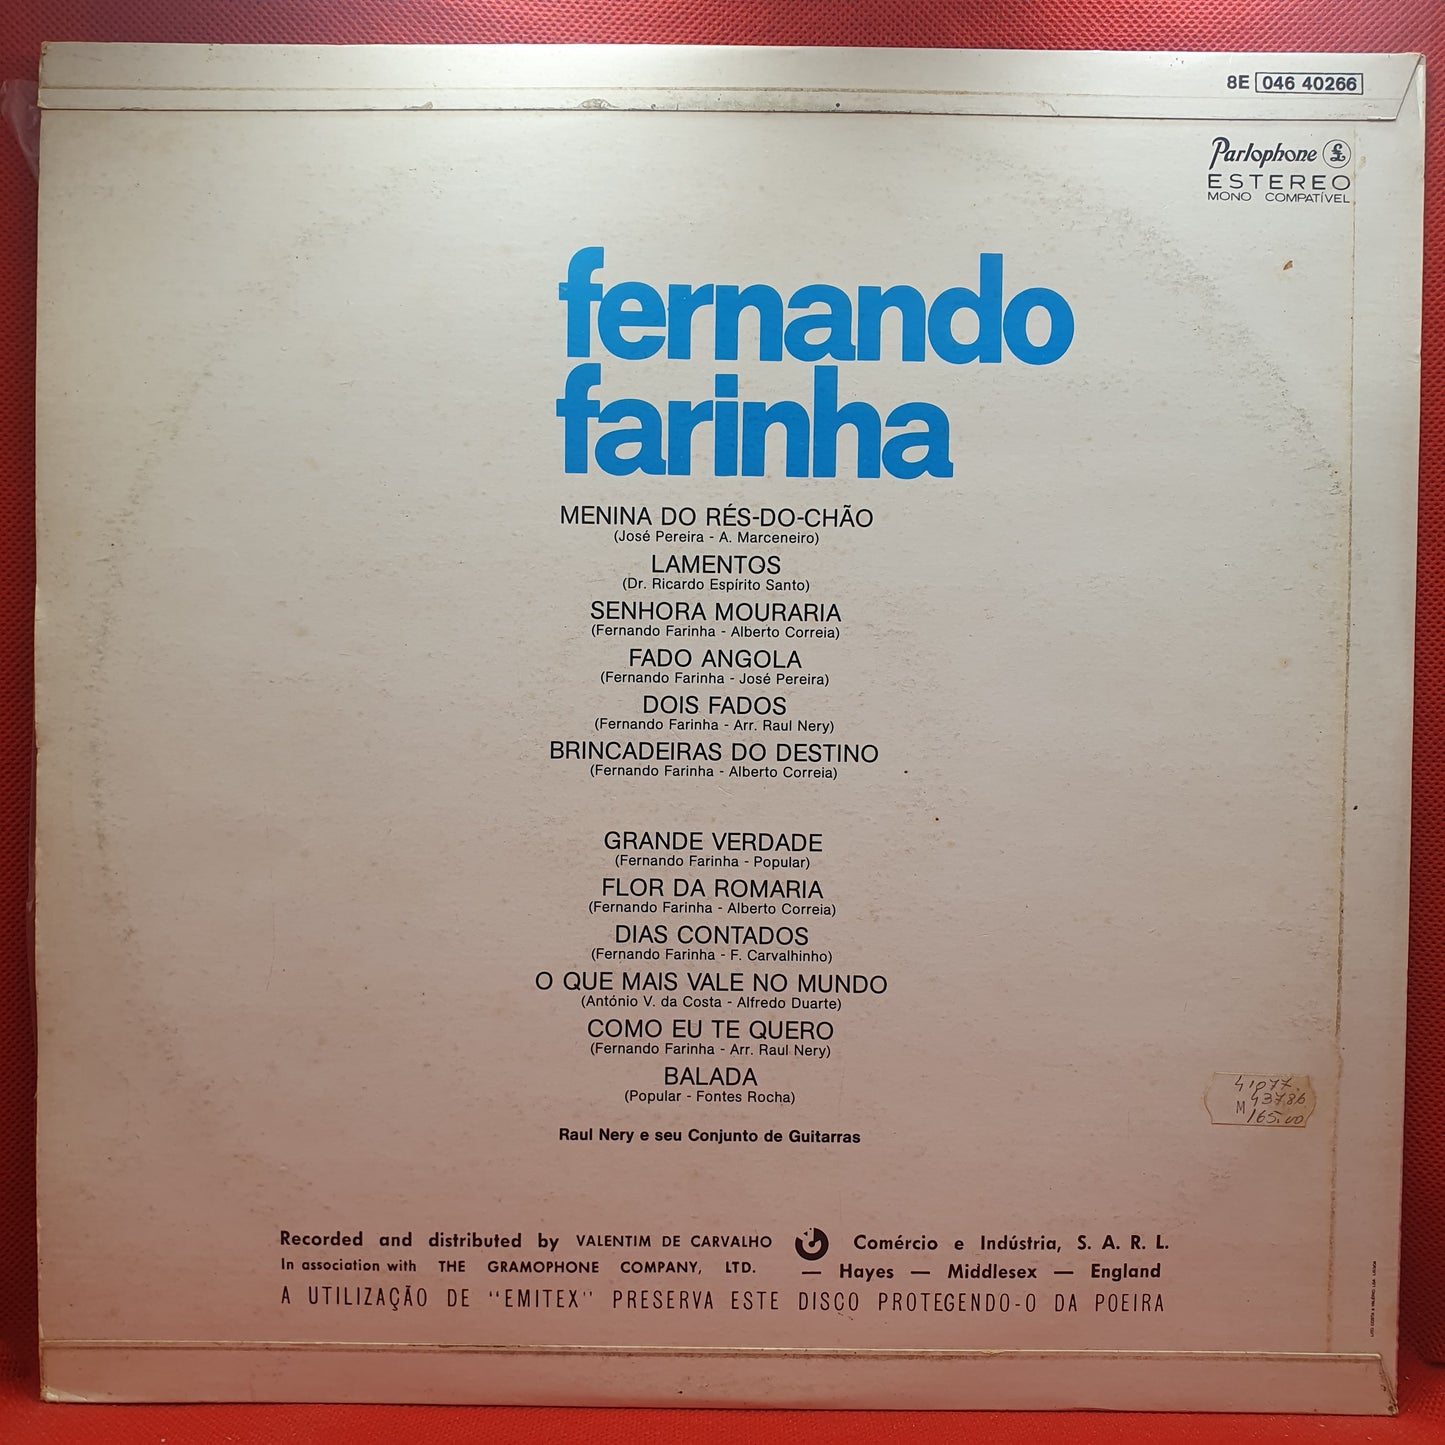 8E 046 40266
Parlophone £
ESTEREO
MONO COMPATÍVEL
fernando
farinha
MENINA DO RÉS-DO-CHÃO
(José Pereira - A. Marceneiro)
LAMENTOS
(Dr. Ricardo Espírito Santo)
SENHORA MOURARIA
(Fernando Farinha - Alberto Correia)
FADO ANGOLA
(Fernando Farinha - José Pereira)
DOIS FADOS
(Fernando Farinha - Arr. Raul Nery)
BRINCADEIRAS DO DESTINO
(Fernando Farinha - Alberto Correia)
GRANDE VERDADE
(Fernando Farinha - Popular)
FLOR DA ROMARIA
(Fernando Farinha - Alberto Correia)
DIAS CONTADOS
(Fernando Farinha - F. Carvalhinho)
O QUE MAIS VALE NO MUNDO
(António V. da Costa - Alfredo Duarte)
COMO EU TE QUERO
(Fernando Farinha - Arr. Raul Nery)
BALADA
(Popular - Fontes Rocha)
41077
M 43786
165.00
Raul Nery e seu Conjunto de Guitarras
Recorded and distributed by VALENTIM DE CARVALHO Comércio e Indústria, S. A. R. L.
In association with THE GRAMOPHONE COMPANY, LTD. — Hayes — Middlesex — England
A UTILIZAÇÃO DE "EMITEX" PRESERVA ESTE DISCO PROTEGENDO-O DA POEIRA